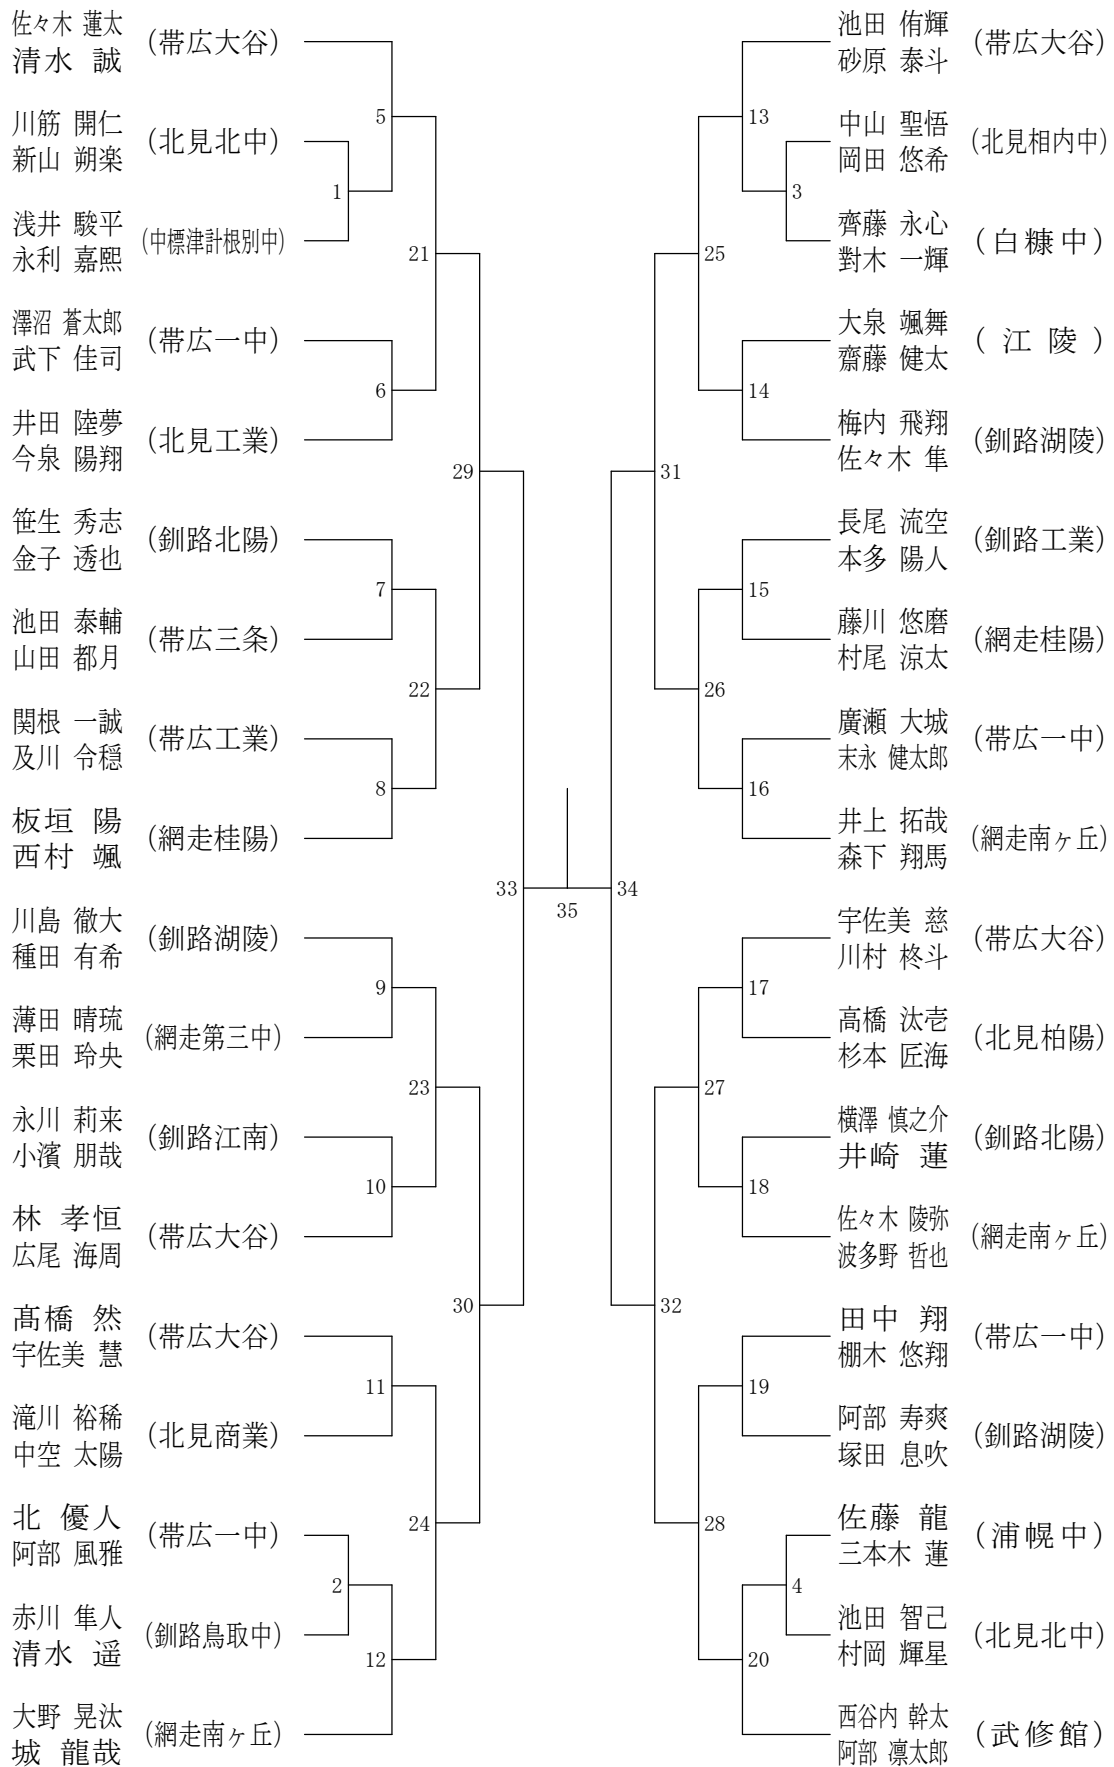 佐々木 蓮太
清水 誠
(帯広大谷)
川筋 開仁
新山 朔楽
(北見北中)
浅井 駿平
永利 嘉熙
(中標津計根別中)
澤沼 蒼太郎
武下 佳司
(帯広一中)
井田 陸夢
今泉 陽翔
(北見工業)
笹生 秀志
金子 透也
(釧路北陽)
池田 泰輔
山田 都月
(帯広三条)
関根 一誠
及川 令穏
(帯広工業)
板垣 陽
西村 颯
(網走桂陽)
川島 徹大
種田 有希
(釧路湖陵)
薄田 晴琉
栗田 玲央
(網走第三中)
永川 莉来
小濱 朋哉
(釧路江南)
林 孝恒
広尾 海周
(帯広大谷)
髙橋 然
宇佐美 慧
(帯広大谷)
滝川 裕稀
中空 太陽
(北見商業)
北 優人
阿部 風雅
(帯広一中)
赤川 隼人
清水 遥
(釧路鳥取中)
大野 晃汰
城 龍哉
(網走南ヶ丘)
1
2
5
6
7
8
9
10
11
12
21
22
23
24
29
30
33
35
34
31
32
25
26
27
28
13
14
15
16
17
18
19
20
3
4
池田 侑輝
砂原 泰斗
(帯広大谷)
中山 聖悟
岡田 悠希
(北見相内中)
齊藤 永心
對木 一輝
(白糠中)
大泉 颯舞
齋藤 健太
(江陵)
梅内 飛翔
佐々木 隼
(釧路湖陵)
長尾 流空
本多 陽人
(釧路工業)
藤川 悠磨
村尾 涼太
(網走桂陽)
廣瀬 大城
末永 健太郎
(帯広一中)
井上 拓哉
森下 翔馬
(網走南ヶ丘)
宇佐美 慈
川村 柊斗
(帯広大谷)
高橋 汰壱
杉本 匠海
(北見柏陽)
横澤 慎之介
井崎 蓮
(釧路北陽)
佐々木 陵弥
波多野 哲也
(網走南ヶ丘)
田中 翔
棚木 悠翔
(帯広一中)
阿部 寿爽
塚田 息吹
(釧路湖陵)
佐藤 龍
三本木 蓮
(浦幌中)
池田 智己
村岡 輝星
(北見北中)
西谷内 幹太
阿部 凛太郎
(武修館)